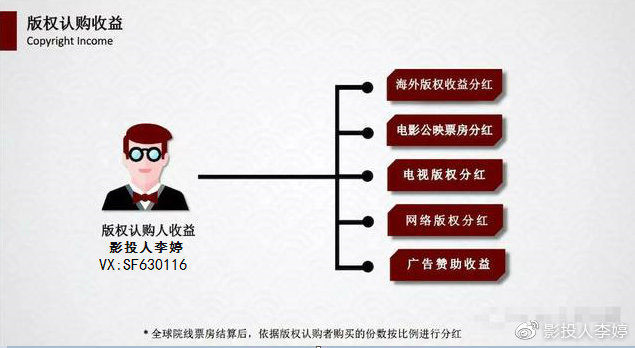 版权认购收益
Copyright Income
海外版权收益分红
电影公映票房分红
电视版权分红
网络版权分红
广告赞助收益
版权认购人收益
影投人李婷
VX:SF630116
*全球院线票房结算后，依据版权认购者购买的份数按比例进行分红
@影投人李婷